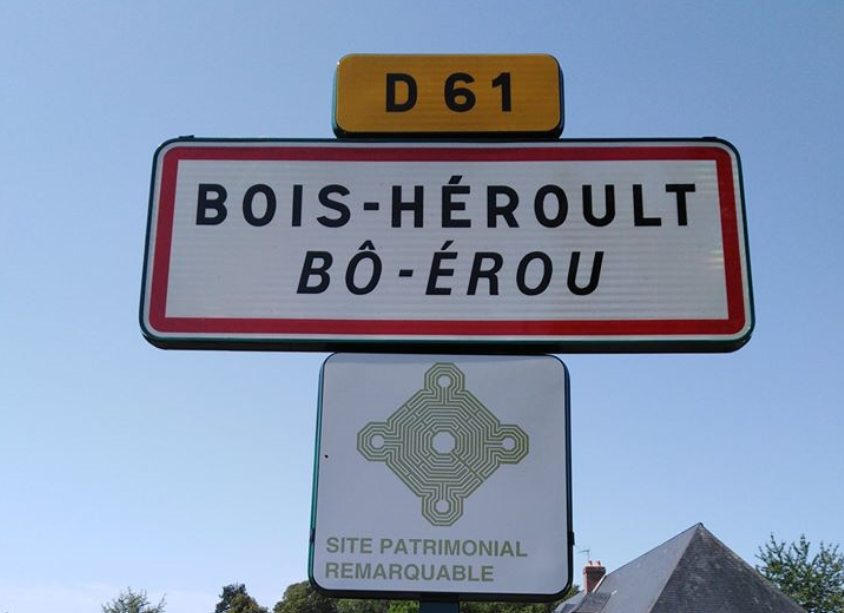 D 61
BOIS-HÉROULT
BÔ-ÉROU
SITE PATRIMONIAL
REMARQUABLE